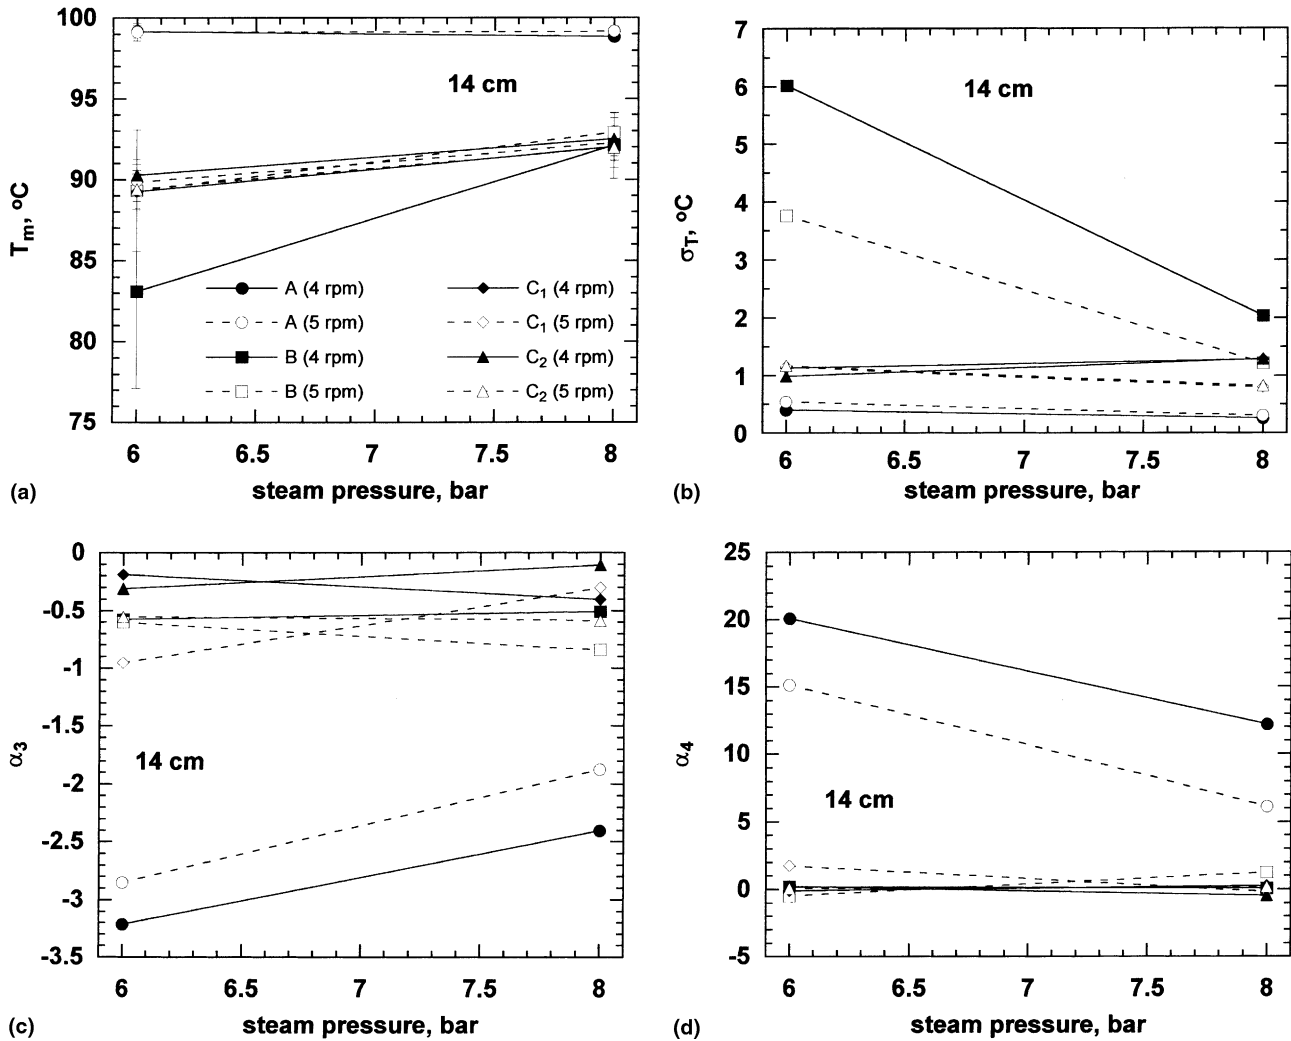 100
95
90
85
80
75
T_m, °C
14 cm
A (4 rpm)
A (5 rpm)
B (4 rpm)
B (5 rpm)
C₁ (4 rpm)
C₁ (5 rpm)
C₂ (4 rpm)
C₂ (5 rpm)
6 6.5 7 7.5 8
steam pressure, bar
(a)
7
6
5
4
3
2
1
0
σ_T, °C
14 cm
6 6.5 7 7.5 8
steam pressure, bar
(b)
0
-0.5
-1
-1.5
-2
-2.5
-3
-3.5
α₃
14 cm
6 6.5 7 7.5 8
steam pressure, bar
(c)
25
20
15
10
5
0
-5
α₄
14 cm
6 6.5 7 7.5 8
steam pressure, bar
(d)